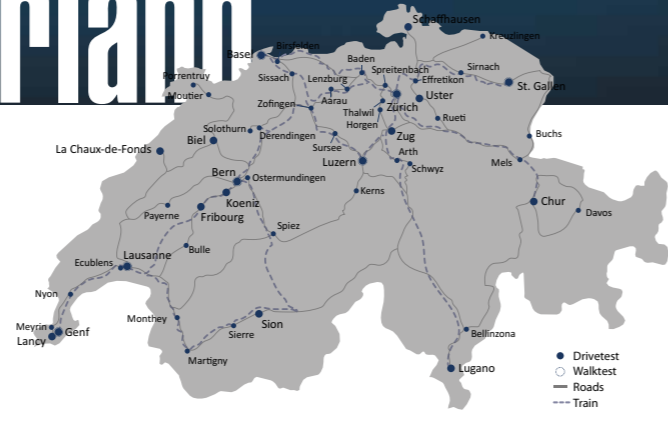 rland
Schaffhausen
Kreuzlingen
Basel
Birsfelden
Baden
Spreitenbach
Sirnach
Porrentruy
Sissach
Lenzburg
Effretikon
St. Gallen
Moutier
Zofingen
Aarau
Zürich
Uster
Thalwil
Horgen
Rueti
Solothurn
Derendingen
Zug
Buchs
La Chaux-de-Fonds
Biel
Sursee
Luzern
Arth
Schwyz
Mels
Bern
Ostermundingen
Kerns
Chur
Davos
Koeniz
Payerne
Fribourg
Spiez
Bulle
Ecublens
Lausanne
Nyon
Monthey
Sion
Meyrin
Genf
Lancy
Sierre
Bellinzona
Martigny
Lugano
Drivetest
Walktest
Roads
Train